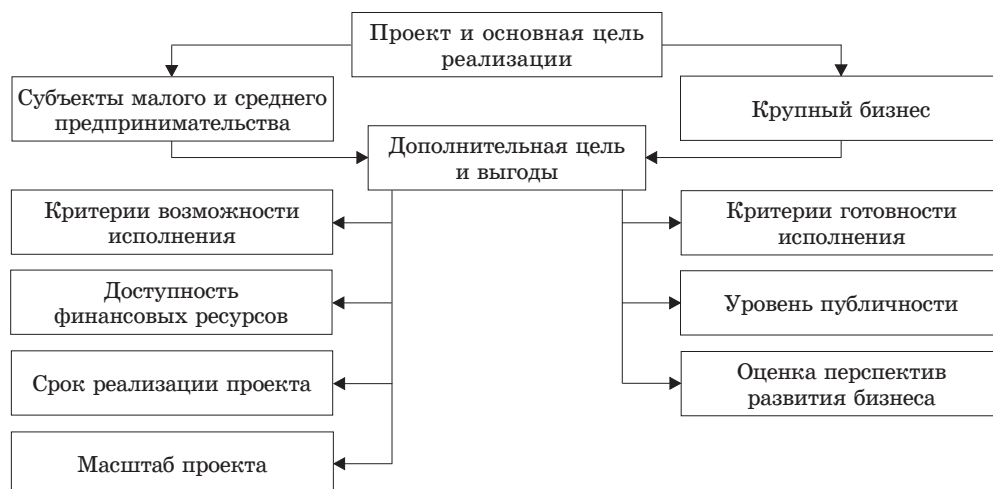 Проект и основная цель
реализации
Субъекты малого и среднего
предпринимательства
Крупный бизнес
Дополнительная цель
и выгоды
Критерии возможности
исполнения
Критерии готовности
исполнения
Доступность
финансовых ресурсов
Уровень публичности
Срок реализации проекта
Оценка перспектив
развития бизнеса
Масштаб проекта